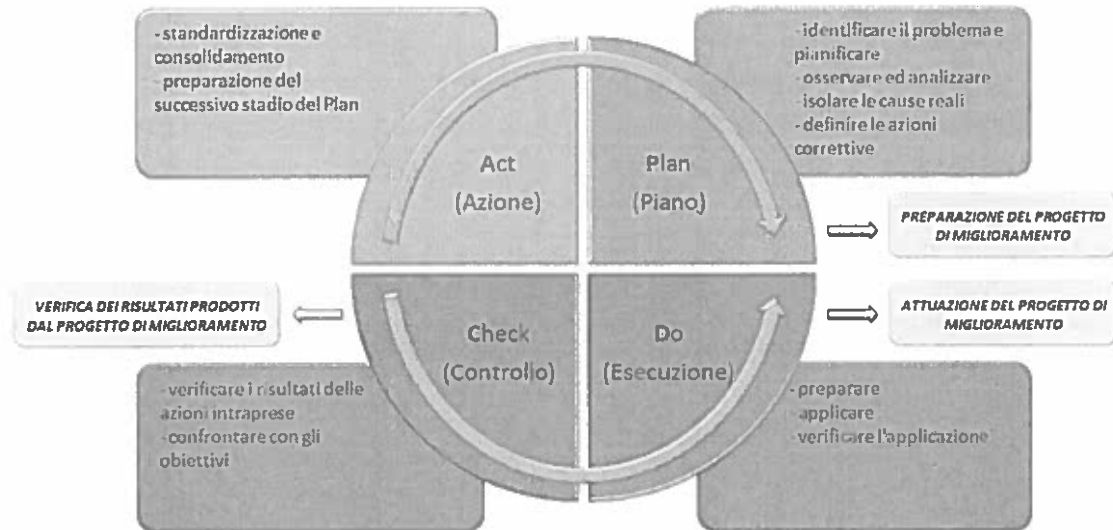 - standardizzazione e
consolidamento
- preparazione del
successivo stadio del Plan
- identificare il problema e
pianificare
- osservare ed analizzare
- isolare le cause reali
- definire le azioni
correttive
Act
(Azione)
Plan
(Piano)
PREPARAZIONE DEL PROGETTO
DI MIGLIORAMENTO
VERIFICA DEI RISULTATI PRODOTTI
DAL PROGETTO DI MIGLIORAMENTO
ATTUAZIONE DEL PROGETTO DI
MIGLIORAMENTO
Check
(Controllo)
Do
(Esecuzione)
- verificare i risultati delle
azioni intraprese
- confrontare con gli
obiettivi
- preparare
- applicare
- verificare l'applicazione